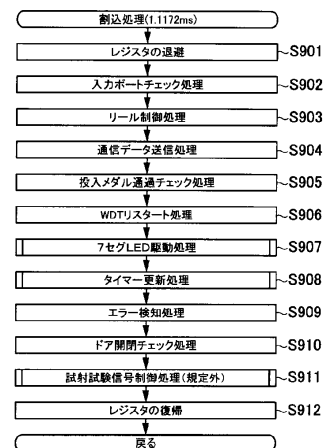 割込処理(1.1172ms)
レジスタの退避 S901
入力ポートチェック処理 S902
リール制御処理 S903
通信データ送信処理 S904
投入メダル通過チェック処理 S905
WDTリスタート処理 S906
7セグLED駆動処理 S907
タイマー更新処理 S908
エラー検知処理 S909
ドア開閉チェック処理 S910
試射試験信号制御処理(規定外) S911
レジスタの復帰 S912
戻る